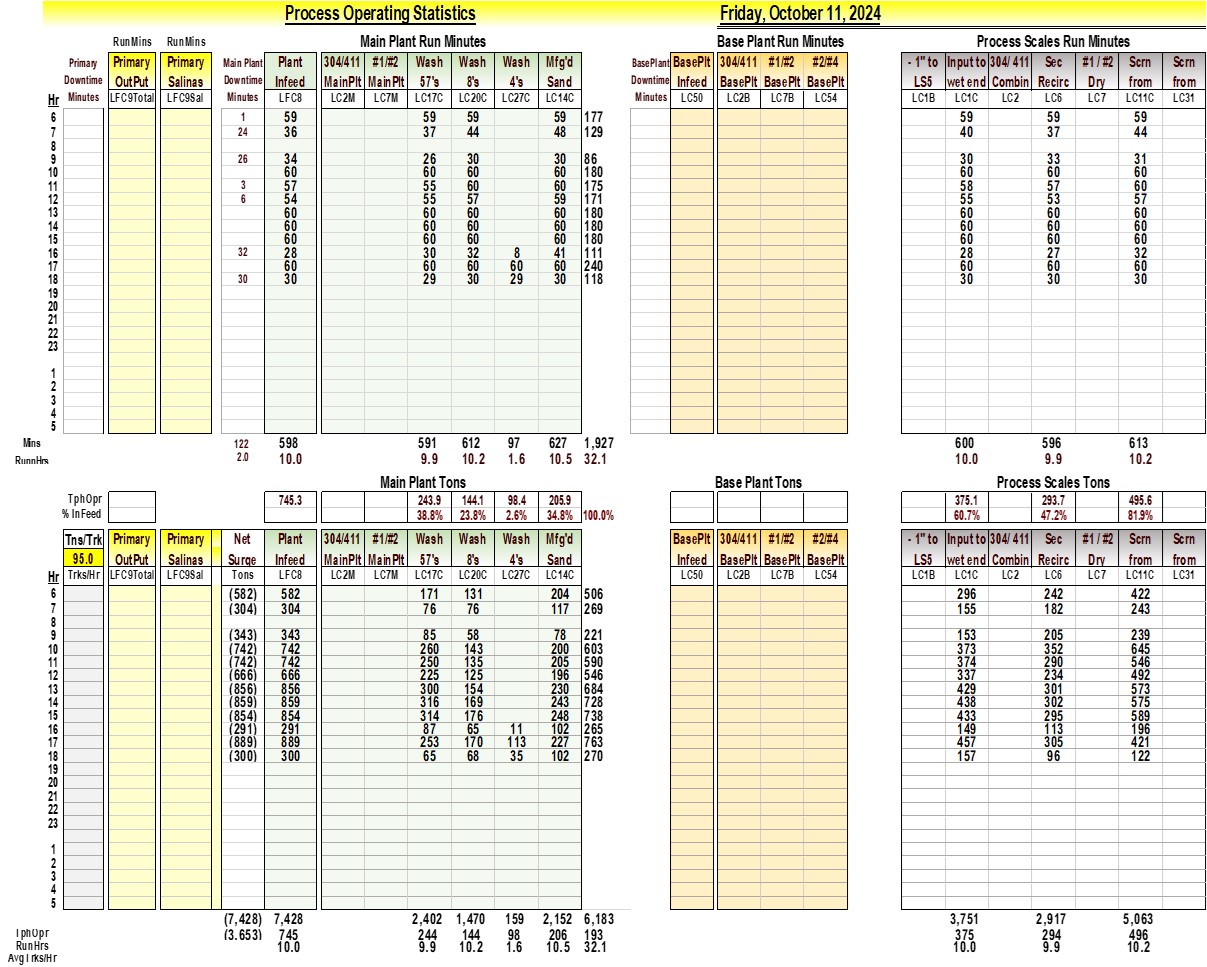 Process Operating Statistics Friday, October 11, 2024
RunMins RunMins Main Plant Run Minutes Base Plant Run Minutes Process Scales Run Minutes
Primary Primary Primary Main Plant Plant 304/411 #1/#2 Wash Wash Wash Mfg'd BasePlant BasePlt 304/411 #1/#2 #2/#4 - 1" to Input to 304/ 411 Sec #1 / #2 Scrn Scrn
Downtime OutPut Salinas Downtime Infeed MainPlt MainPlt 57's 8's 4's Sand Downtime Infeed BasePlt BasePlt BasePlt LS5 wet end Combin Recirc Dry from from
Hr Minutes LFC9Total LFC9Sal Minutes LFC8 LC2M LC7M LC17C LC20C LC27C LC14C Minutes LC50 LC2B LC7B LC54 LC1B LC1C LC2 LC6 LC7 LC11C LC31
6 1 59 59 59 59 177 59 59 59
7 24 36 37 44 48 129 40 37 44
8
9 26 34 26 30 30 86 30 33 31
10 60 60 60 60 180 60 60 60
11 3 57 55 60 60 175 58 57 60
12 6 54 55 57 59 171 55 53 57
13 60 60 60 60 180 60 60 60
14 60 60 60 60 180 60 60 60
15 60 60 60 60 180 60 60 60
16 32 28 30 32 8 41 111 28 27 32
17 60 60 60 60 60 240 60 60 60
18 30 30 29 30 29 30 118 30 30 30
19
20
21
22
23
1
2
3
4
5
Mins 122 598 591 612 97 627 1,927 600 596 613
RunnHrs 2.0 10.0 9.9 10.2 1.6 10.5 32.1 10.0 9.9 10.2
Main Plant Tons Base Plant Tons Process Scales Tons
TphOpr 745.3 243.9 144.1 98.4 205.9 375.1 293.7 495.6
% InFeed 38.8% 23.8% 2.6% 34.8% 100.0% 60.7% 47.2% 81.9%
Tns/Trk Primary Primary Net Plant 304/411 #1/#2 Wash Wash Wash Mfg'd BasePlt 304/411 #1/#2 #2/#4 - 1" to Input to 304/ 411 Sec #1 / #2 Scrn Scrn
95.0 OutPut Salinas Surge Infeed MainPlt MainPlt 57's 8's 4's Sand Infeed BasePlt BasePlt BasePlt LS5 wet end Combin Recirc Dry from from
Hr Trks/Hr LFC9Total LFC9Sal Tons LFC8 LC2M LC7M LC17C LC20C LC27C LC14C LC50 LC2B LC7B LC54 LC1B LC1C LC2 LC6 LC7 LC11C LC31
6 (582) 582 171 131 204 506 296 242 422
7 (304) 304 76 76 117 269 155 182 243
8
9 (343) 343 85 58 78 221 153 205 239
10 (742) 742 260 143 200 603 373 352 645
11 (742) 742 250 135 205 590 374 290 546
12 (666) 666 225 125 196 546 337 234 492
13 (856) 856 300 154 230 684 429 301 573
14 (859) 859 316 169 243 728 438 302 575
15 (854) 854 314 176 248 738 433 295 589
16 (291) 291 87 65 11 102 265 149 113 196
17 (889) 889 253 170 113 227 763 457 305 421
18 (300) 300 65 68 35 102 270 157 96 122
19
20
21
22
23
1
2
3
4
5
(7,428) 7,428 2,402 1,470 159 2,152 6,183 3,751 2,917 5,063
TphOpr (3.653) 745 244 144 98 206 193 375 294 496
RunHrs 10.0 9.9 10.2 1.6 10.5 32.1 10.0 9.9 10.2
AvgTrks/Hr